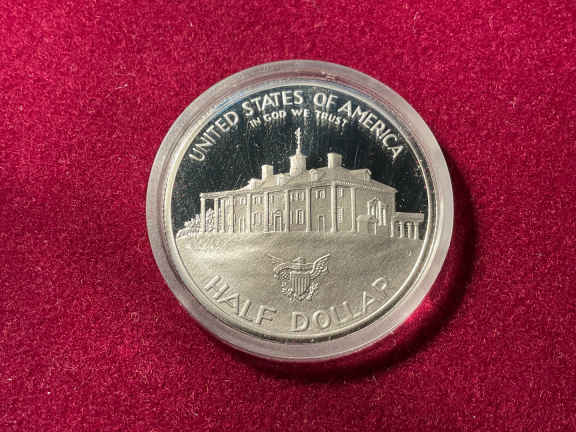 UNITED STATES OF AMERICA
IN GOD WE TRUST
HALF DOLLAR